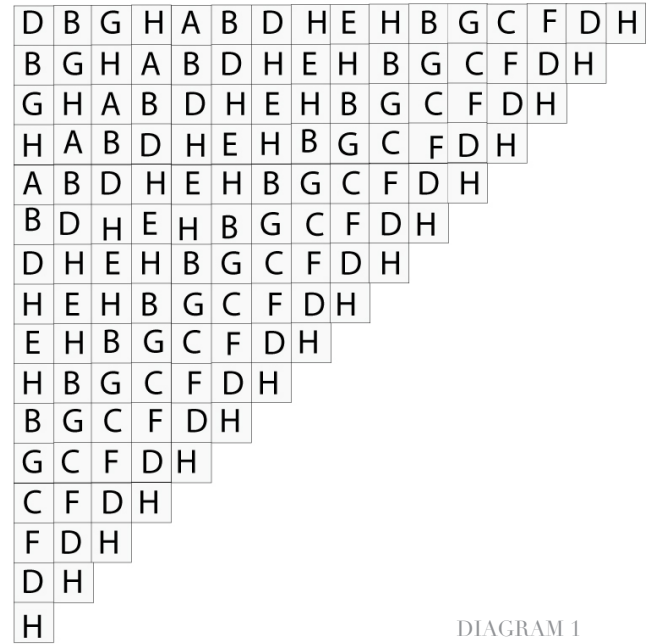 D B G H A B D H E H B G C F D H
B G H A B D H E H B G C F D H
G H A B D H E H B G C F D H
H A B D H E H B G C F D H
A B D H E H B G C F D H
B D H E H B G C F D H
D H E H B G C F D H
H E H B G C F D H
E H B G C F D H
H B G C F D H
B G C F D H
G C F D H
C F D H
F D H
D H
H
DIAGRAM 1